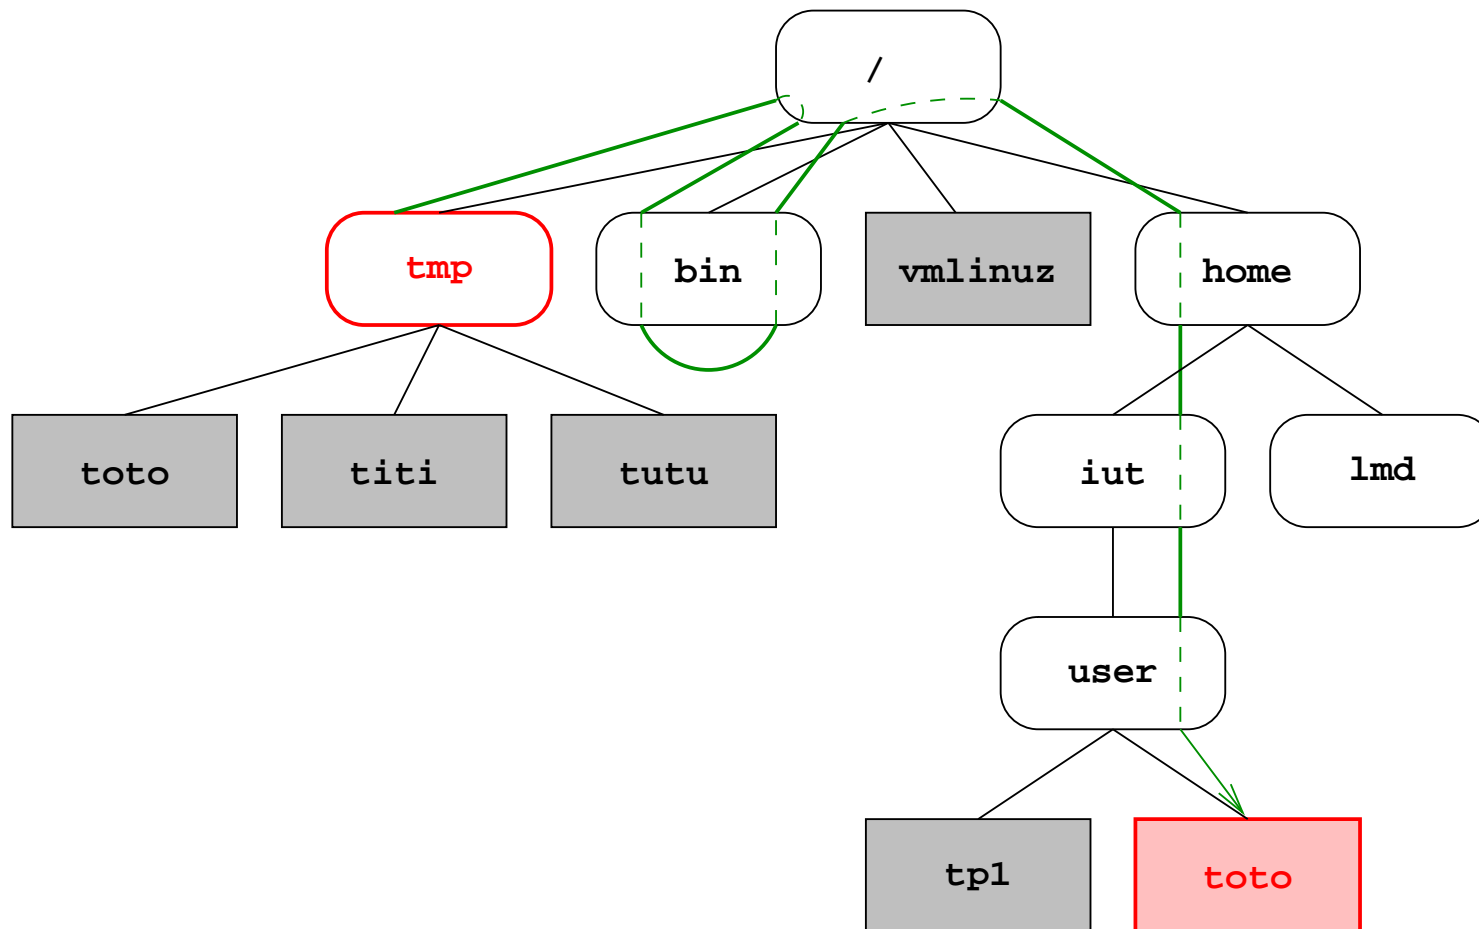 /
tmp
bin
vmlinuz
home
toto
titi
tutu
iut
lmd
user
tp1
toto